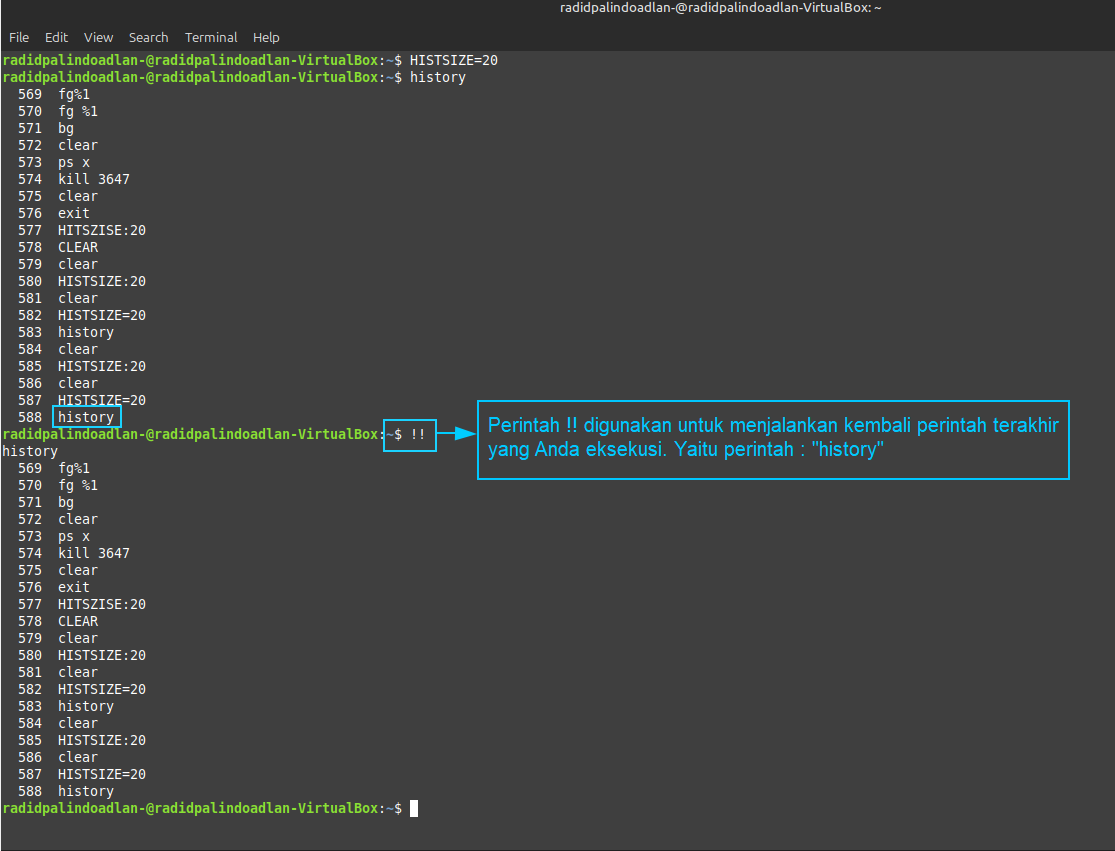 radidpalindoadlan-@radidpalindoadlan-VirtualBox: ~
File Edit View Search Terminal Help
radidpalindoadlan-@radidpalindoadlan-VirtualBox:~$ HISTSIZE=20
radidpalindoadlan-@radidpalindoadlan-VirtualBox:~$ history
569 fg%1
570 fg %1
571 bg
572 clear
573 ps x
574 kill 3647
575 clear
576 exit
577 HITSZISE:20
578 CLEAR
579 clear
580 HISTSIZE:20
581 clear
582 HISTSIZE=20
583 history
584 clear
585 HISTSIZE:20
586 clear
587 HISTSIZE=20
588 history
radidpalindoadlan-@radidpalindoadlan-VirtualBox:~$ !!
Perintah !! digunakan untuk menjalankan kembali perintah terakhir
yang Anda eksekusi. Yaitu perintah : "history"
history
569 fg%1
570 fg %1
571 bg
572 clear
573 ps x
574 kill 3647
575 clear
576 exit
577 HITSZISE:20
578 CLEAR
579 clear
580 HISTSIZE:20
581 clear
582 HISTSIZE=20
583 history
584 clear
585 HISTSIZE:20
586 clear
587 HISTSIZE=20
588 history
radidpalindoadlan-@radidpalindoadlan-VirtualBox:~$